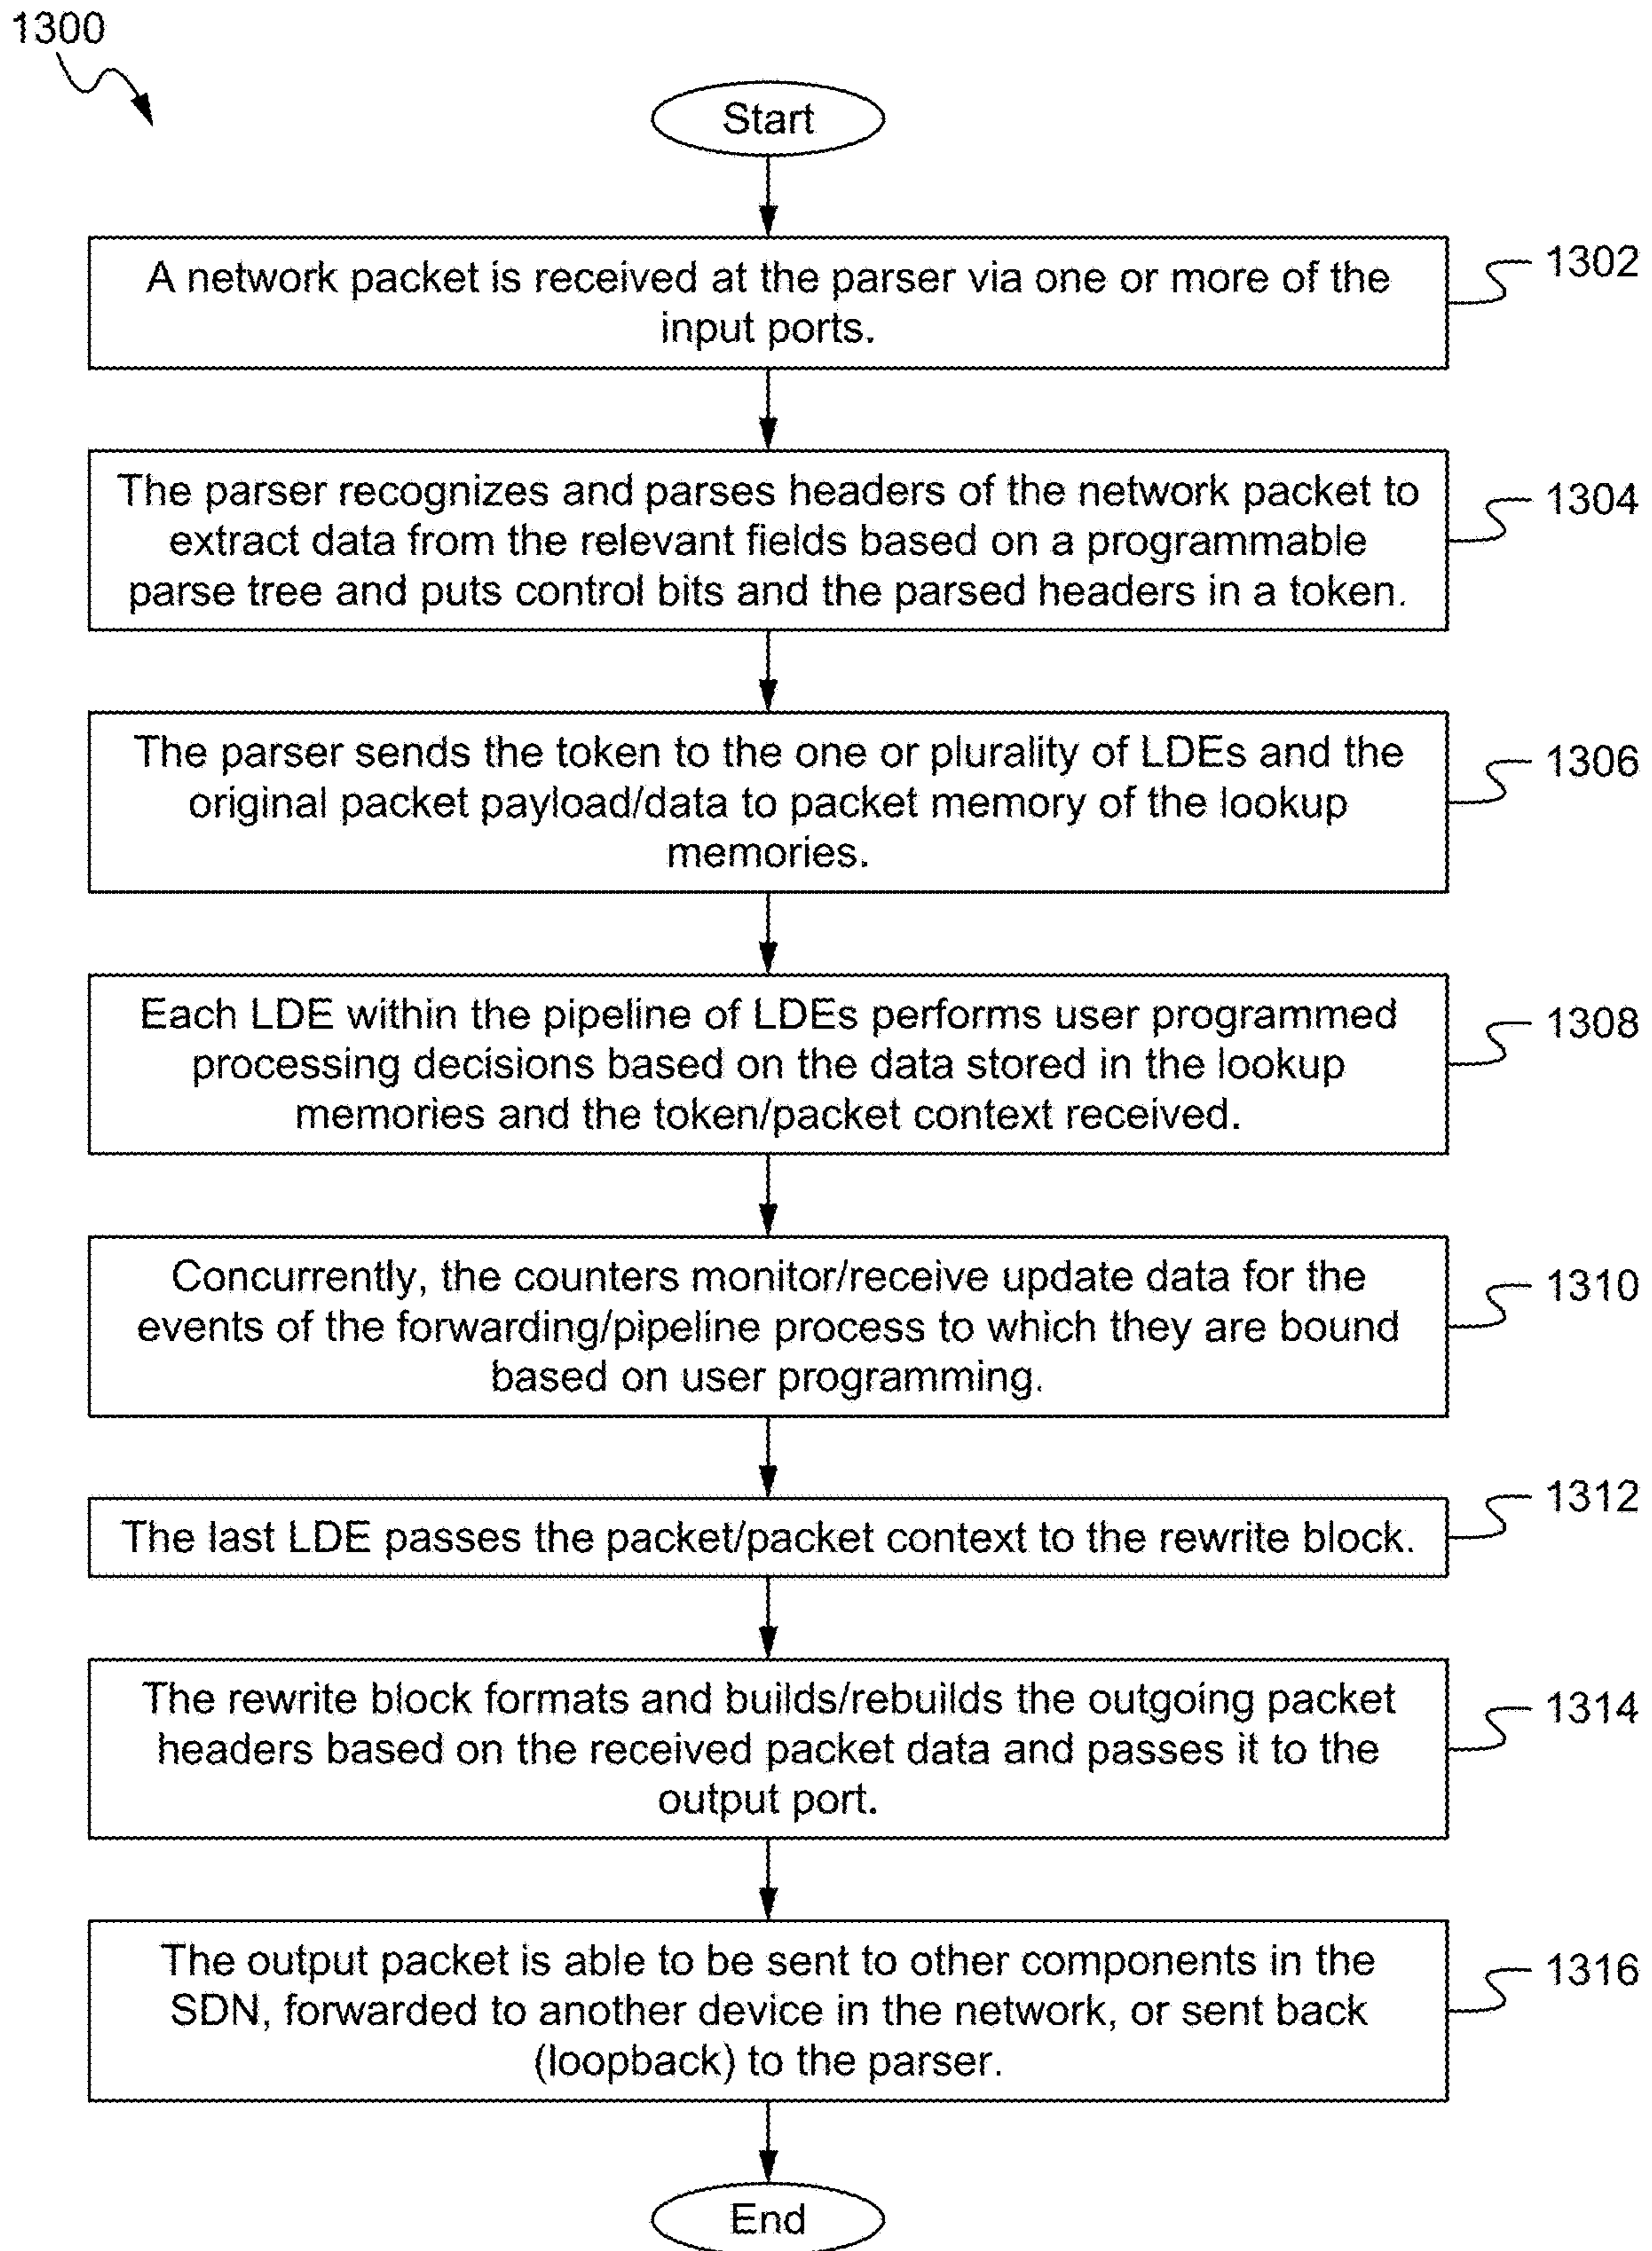 1300
Start
A network packet is received at the parser via one or more of the
input ports.
1302
The parser recognizes and parses headers of the network packet to
extract data from the relevant fields based on a programmable
parse tree and puts control bits and the parsed headers in a token.
1304
The parser sends the token to the one or plurality of LDEs and the
original packet payload/data to packet memory of the lookup
memories.
1306
Each LDE within the pipeline of LDEs performs user programmed
processing decisions based on the data stored in the lookup
memories and the token/packet context received.
1308
Concurrently, the counters monitor/receive update data for the
events of the forwarding/pipeline process to which they are bound
based on user programming.
1310
The last LDE passes the packet/packet context to the rewrite block.
1312
The rewrite block formats and builds/rebuilds the outgoing packet
headers based on the received packet data and passes it to the
output port.
1314
The output packet is able to be sent to other components in the
SDN, forwarded to another device in the network, or sent back
(loopback) to the parser.
1316
End